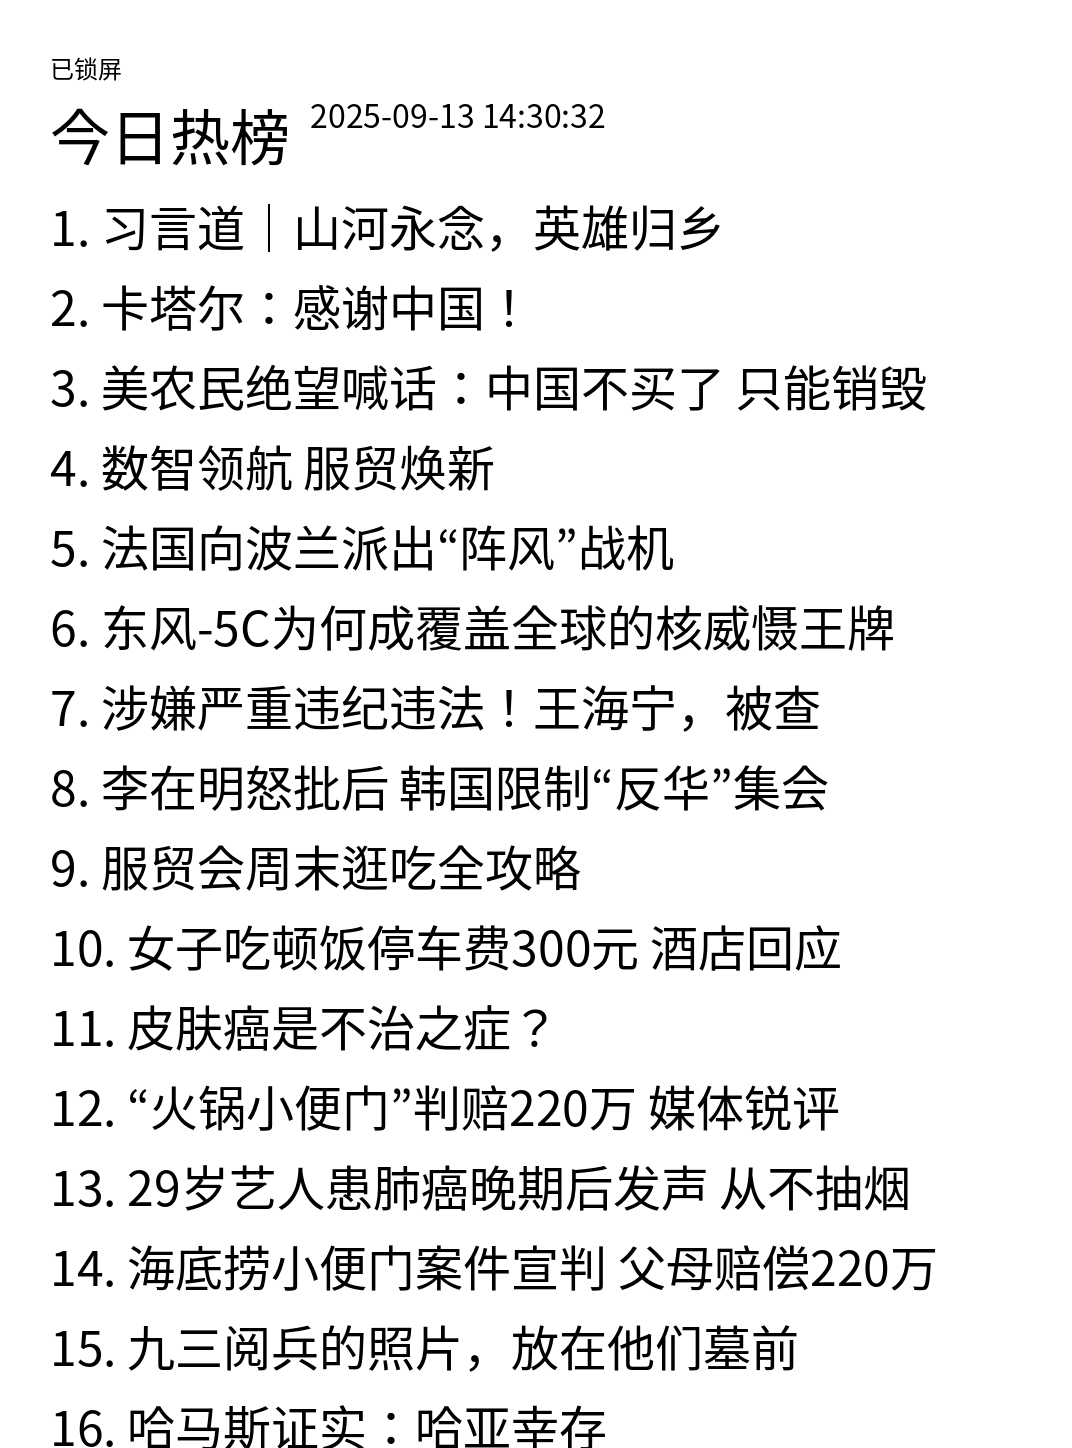 已锁屏
今日热榜 2025-09-13 14:30:32
1. 习言道｜山河永念，英雄归乡
2. 卡塔尔：感谢中国！
3. 美农民绝望喊话：中国不买了 只能销毁
4. 数智领航 服贸焕新
5. 法国向波兰派出“阵风”战机
6. 东风-5C为何成覆盖全球的核威慑王牌
7. 涉嫌严重违纪违法！王海宁，被查
8. 李在明怒批后 韩国限制“反华”集会
9. 服贸会周末逛吃全攻略
10. 女子吃顿饭停车费300元 酒店回应
11. 皮肤癌是不治之症？
12. “火锅小便门”判赔220万 媒体锐评
13. 29岁艺人患肺癌晚期后发声 从不抽烟
14. 海底捞小便门案件宣判 父母赔偿220万
15. 九三阅兵的照片，放在他们墓前
16. 哈马斯证实：哈亚幸存